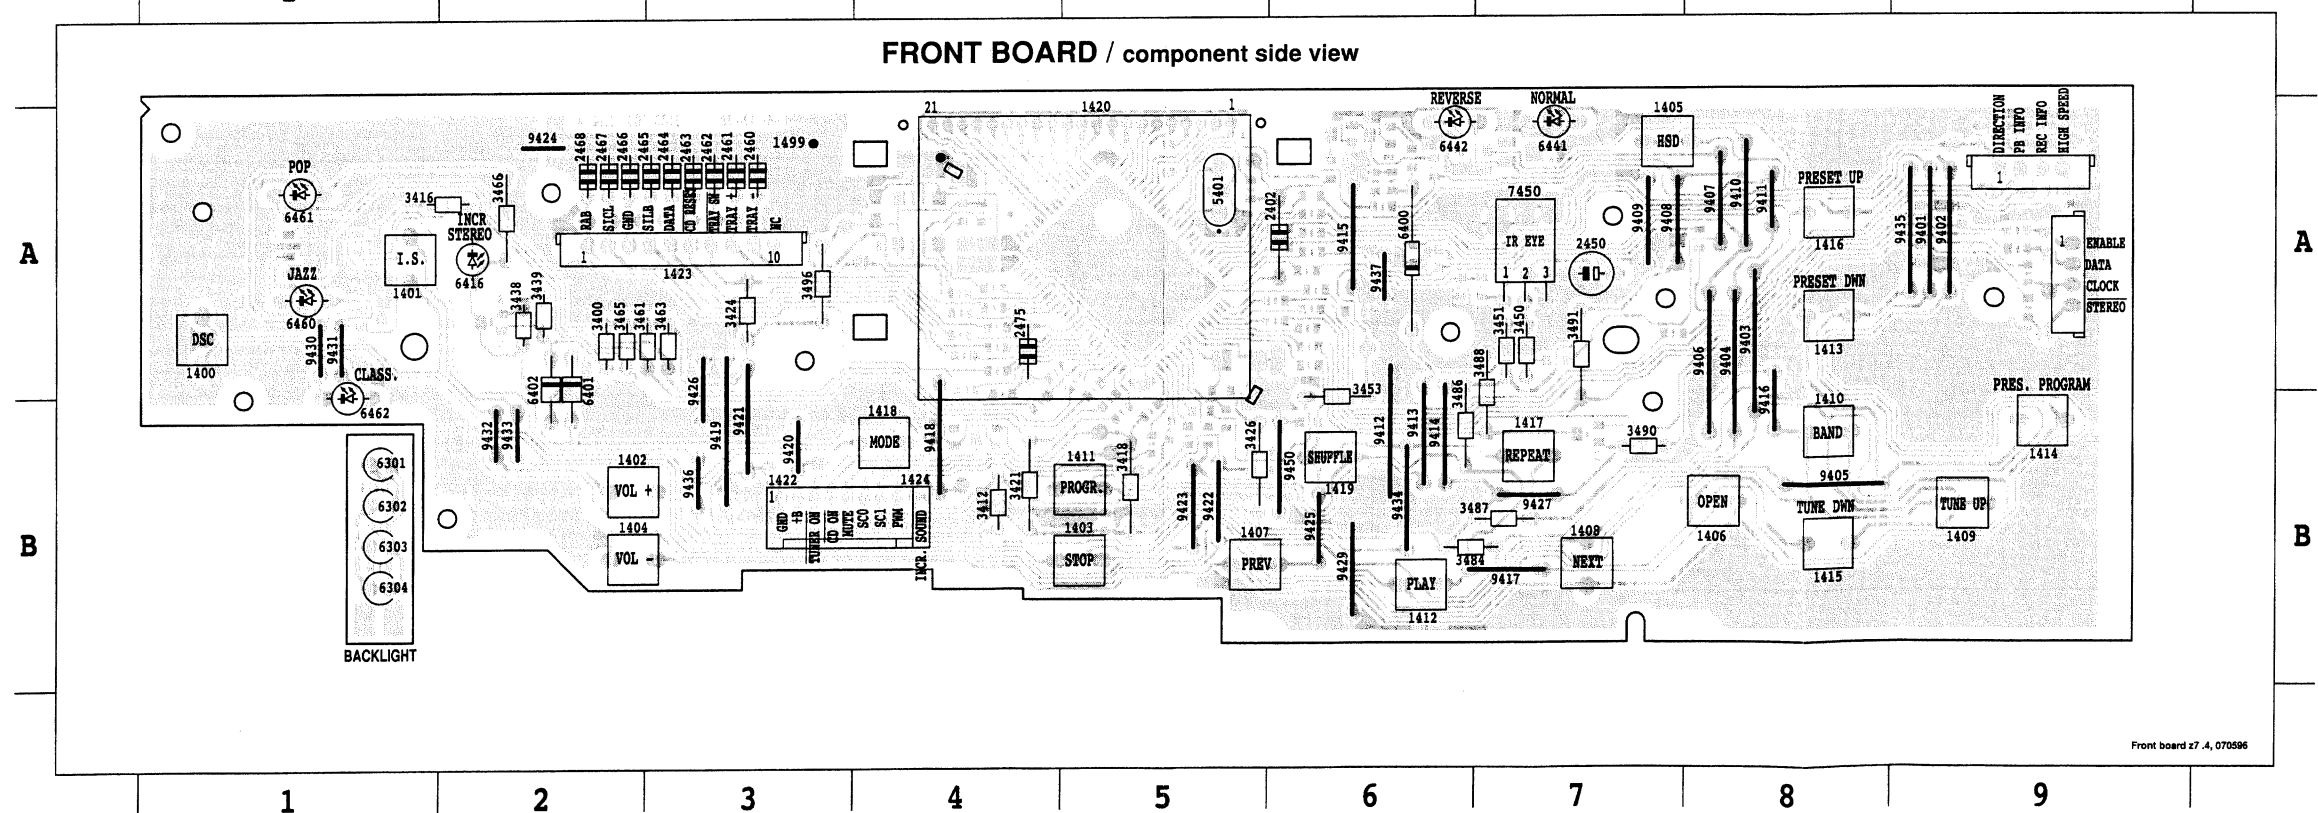 FRONT BOARD / component side view
21 1420 1
REVERSE
NORMAL
1405
HSD
DIRECTION
PB INFO
REC INFO
HIGH SPEED
9424
2468
2467
2466
2465
2464
2463
2462
2461
2460
1499
6442
6441
POP
6461
3416
3466
INCR
STEREO
6416
I.S.
1401
RAB
SICL
GND
SILB
DATA
TRAY SW
TRAY +
TRAY -
NC
1 10
1423
3496
5401
2402
9415
6400
9437
7450
IR EYE
1 2 3
2450
9409
9408
9407
9410
9411
PRESET UP
1416
9435
9401
9402
1
1
ENABLE
DATA
CLOCK
STEREO
A
A
JAZZ
6460
DSC
1400
9430
9431
3438
3439
3400
3465
3461
3463
3424
2475
3451
3450
3491
3488
3486
9406
9404
9403
9416
PRESET DWN
1413
CLASS.
6462
6402
6401
9426
9419
9421
9420
1418
MODE
9418
3453
9412
9413
9414
1417
REPEAT
3490
1410
BAND
PRES. PROGRAM
1414
9432
9433
6301
6302
6303
6304
BACKLIGHT
1402
VOL +
1404
VOL -
9436
1422
1424
1
GND
+B
TUNER ON
CD ON
MUTE
SC0
SC1
PWM
INCR. SOUND
3412
3421
1411
PROGR.
3418
1403
STOP
9423
9422
3426
9450
SHUFFLE
1419
9425
9434
1407
PREV
9429
PLAY
1412
3487
9427
3484
9417
1408
NEXT
OPEN
1406
9405
TUNE DWN
1415
TUNE UP
1409
B
B
Front board z7 .4, 070596
1 2 3 4 5 6 7 8 9